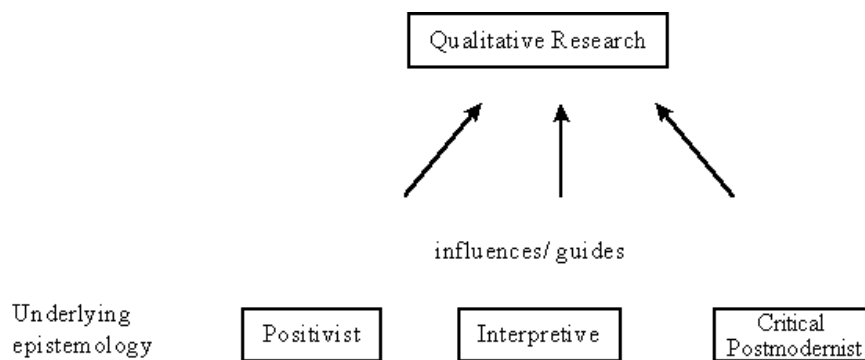 Qualitative Research
influences/ guides
Underlying
epistemology
Positivist
Interpretive
Critical
Postmodernist